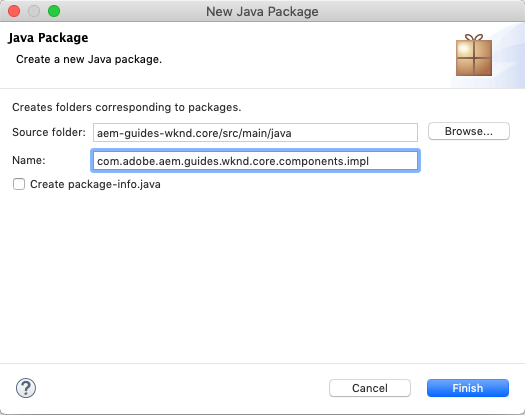 New Java Package
Java Package
Create a new Java package.
Creates folders corresponding to packages.
Source folder: aem-guides-wknd.core/src/main/java Browse...
Name: com.adobe.aem.guides.wknd.core.components.impl
Create package-info.java
? Cancel Finish